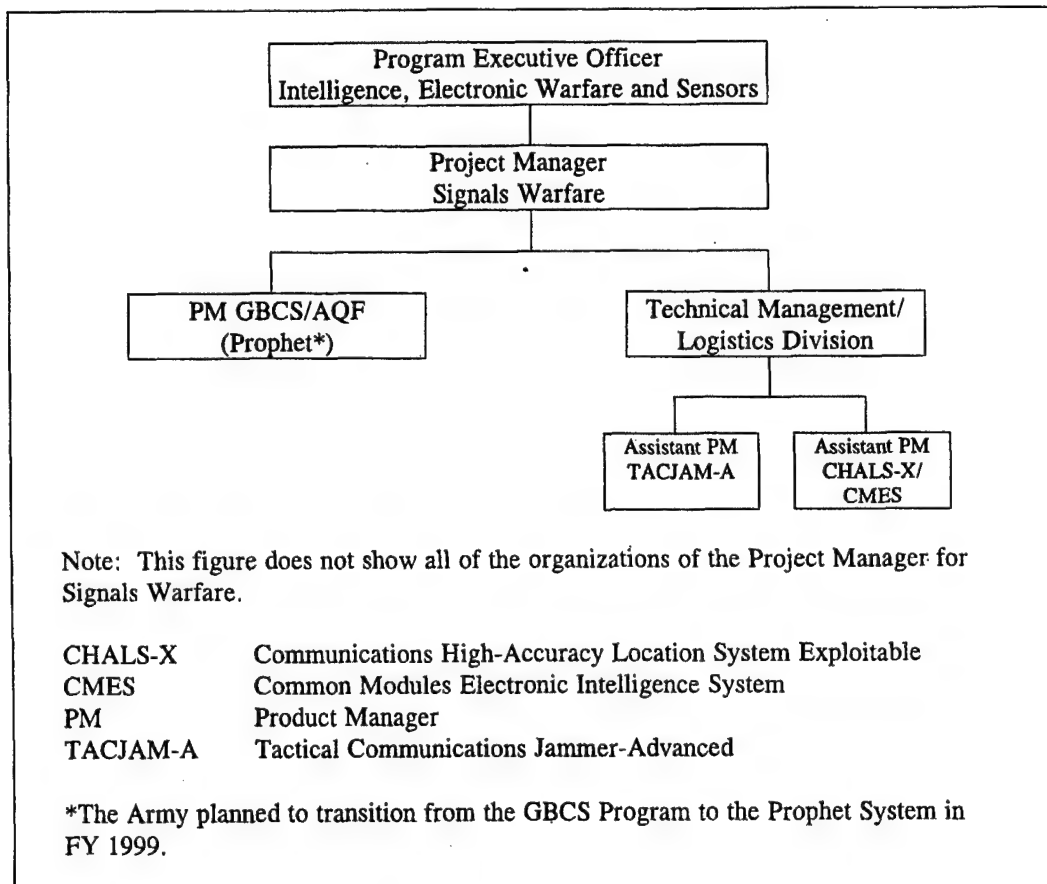 Program Executive Officer
Intelligence, Electronic Warfare and Sensors
Project Manager
Signals Warfare
PM GBCS/AQF
(Prophet*)
Technical Management/
Logistics Division
Assistant PM
TACJAM-A
Assistant PM
CHALS-X/
CMES
Note: This figure does not show all of the organizations of the Project Manager for
Signals Warfare.
CHALS-X Communications High-Accuracy Location System Exploitable
CMES Common Modules Electronic Intelligence System
PM Product Manager
TACJAM-A Tactical Communications Jammer-Advanced
*The Army planned to transition from the GBCS Program to the Prophet System in
FY 1999.